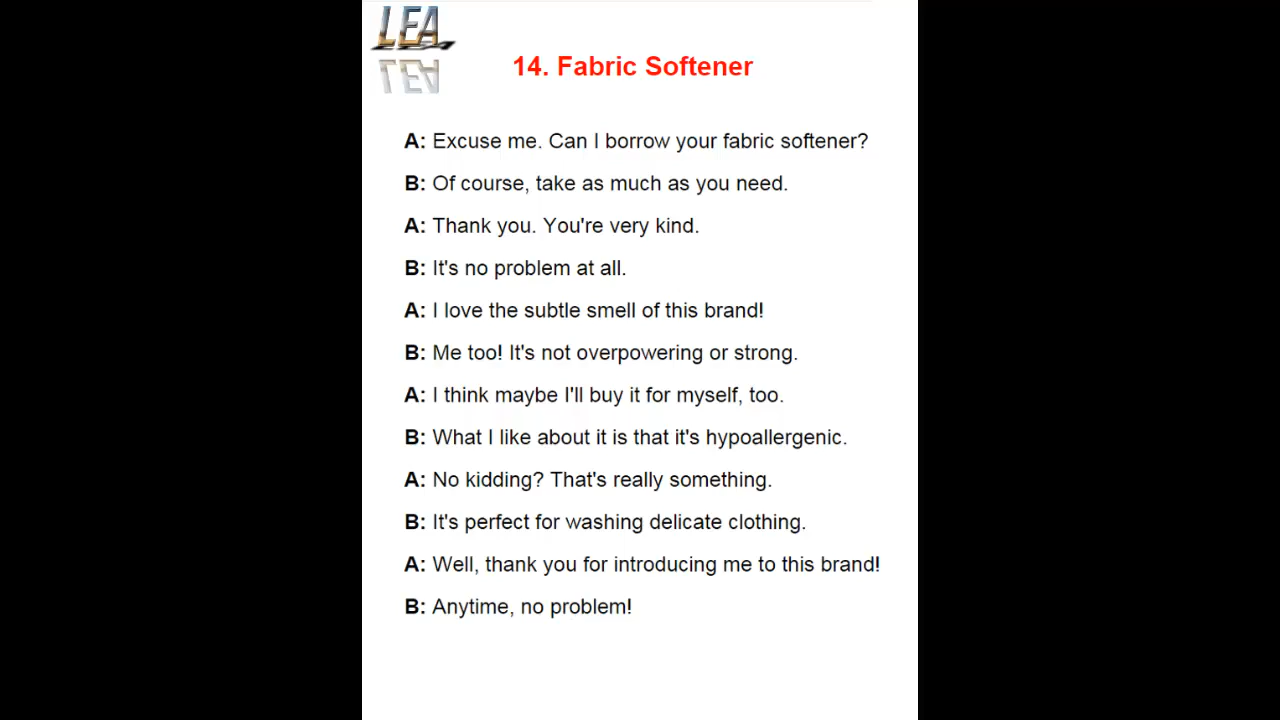 LEA
14. Fabric Softener
A: Excuse me. Can I borrow your fabric softener?
B: Of course, take as much as you need.
A: Thank you. You're very kind.
B: It's no problem at all.
A: I love the subtle smell of this brand!
B: Me too! It's not overpowering or strong.
A: I think maybe I'll buy it for myself, too.
B: What I like about it is that it's hypoallergenic.
A: No kidding? That's really something.
B: It's perfect for washing delicate clothing.
A: Well, thank you for introducing me to this brand!
B: Anytime, no problem!